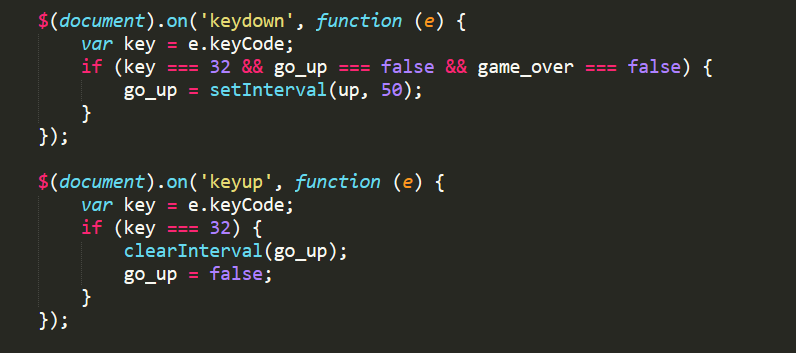 $(document).on('keydown', function (e) {
    var key = e.keyCode;
    if (key === 32 && go_up === false && game_over === false) {
        go_up = setInterval(up, 50);
    }
});

$(document).on('keyup', function (e) {
    var key = e.keyCode;
    if (key === 32) {
        clearInterval(go_up);
        go_up = false;
    }
});